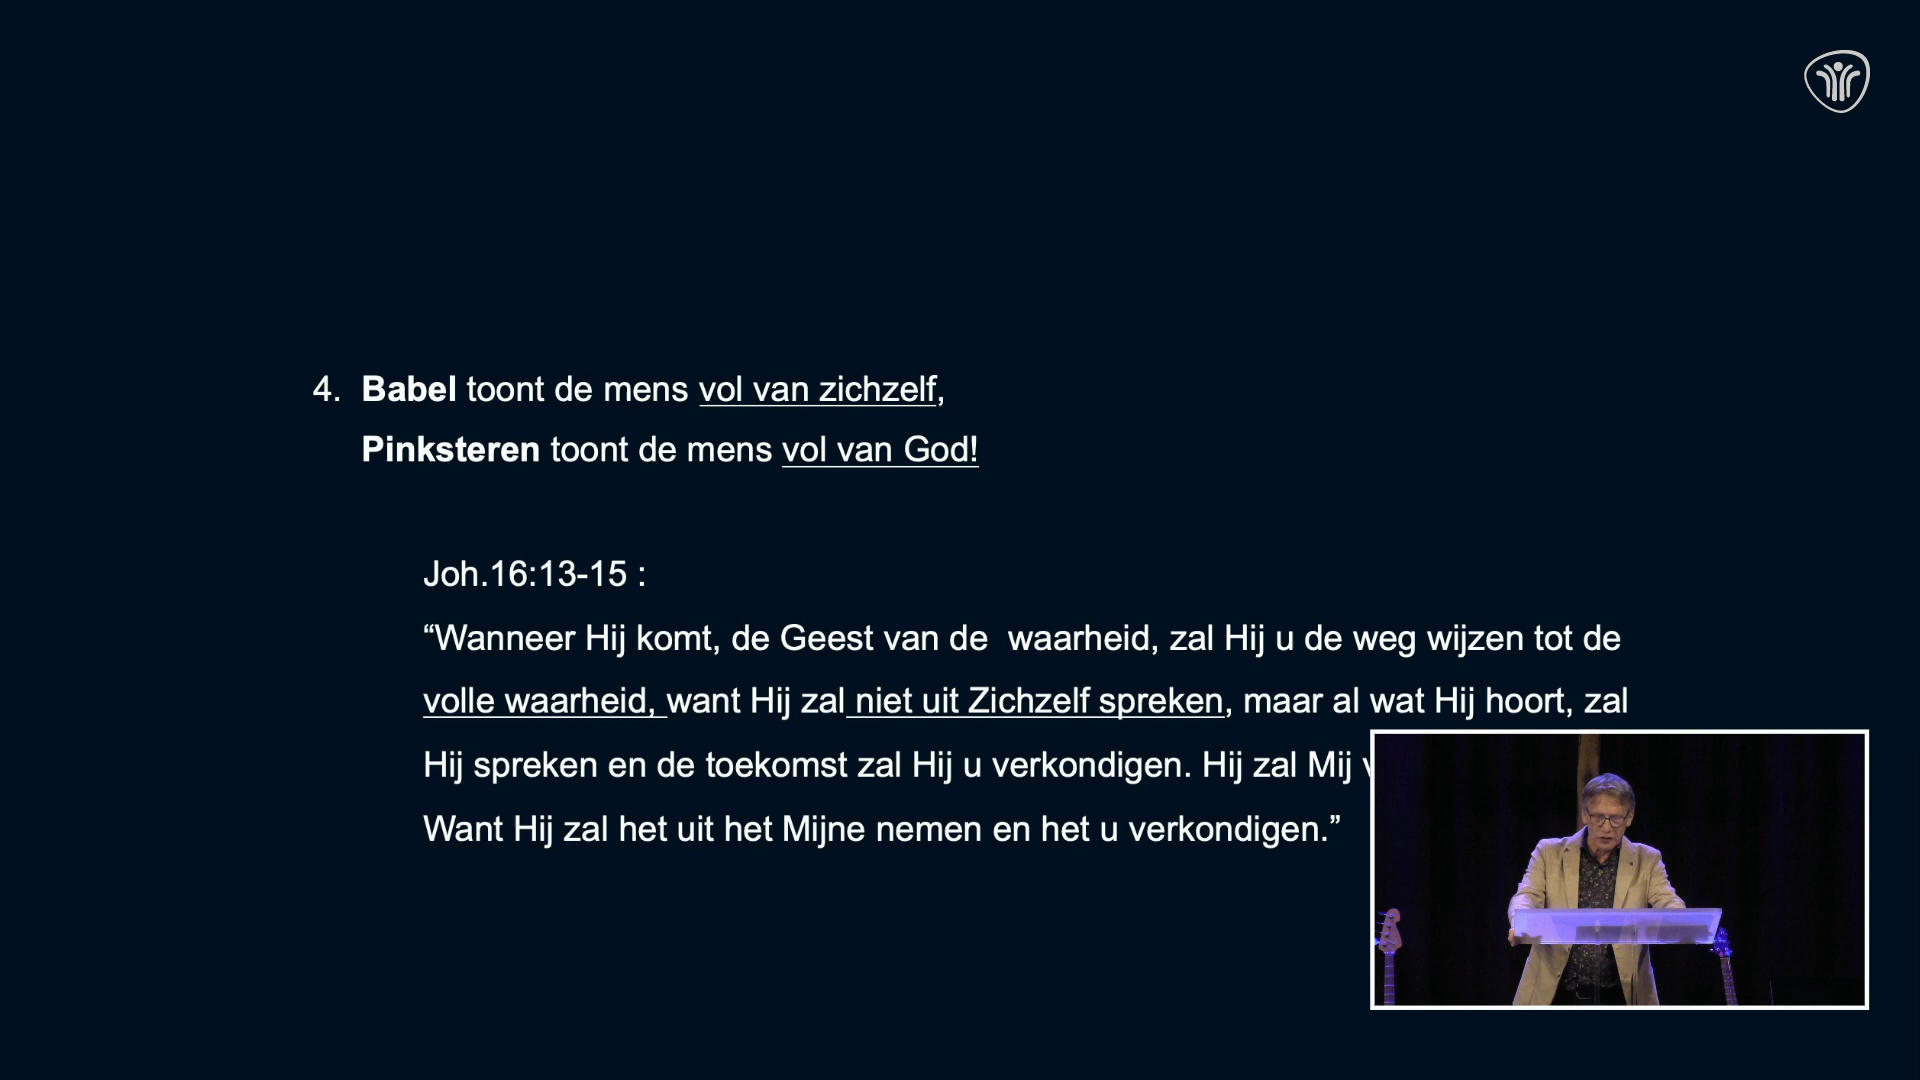 4. Babel toont de mens vol van zichzelf,
Pinksteren toont de mens vol van God!
Joh.16:13-15 :
“Wanneer Hij komt, de Geest van de  waarheid, zal Hij u de weg wijzen tot de
volle waarheid, want Hij zal niet uit Zichzelf spreken, maar al wat Hij hoort, zal
Hij spreken en de toekomst zal Hij u verkondigen. Hij zal Mij
Want Hij zal het uit het Mijne nemen en het u verkondigen.”